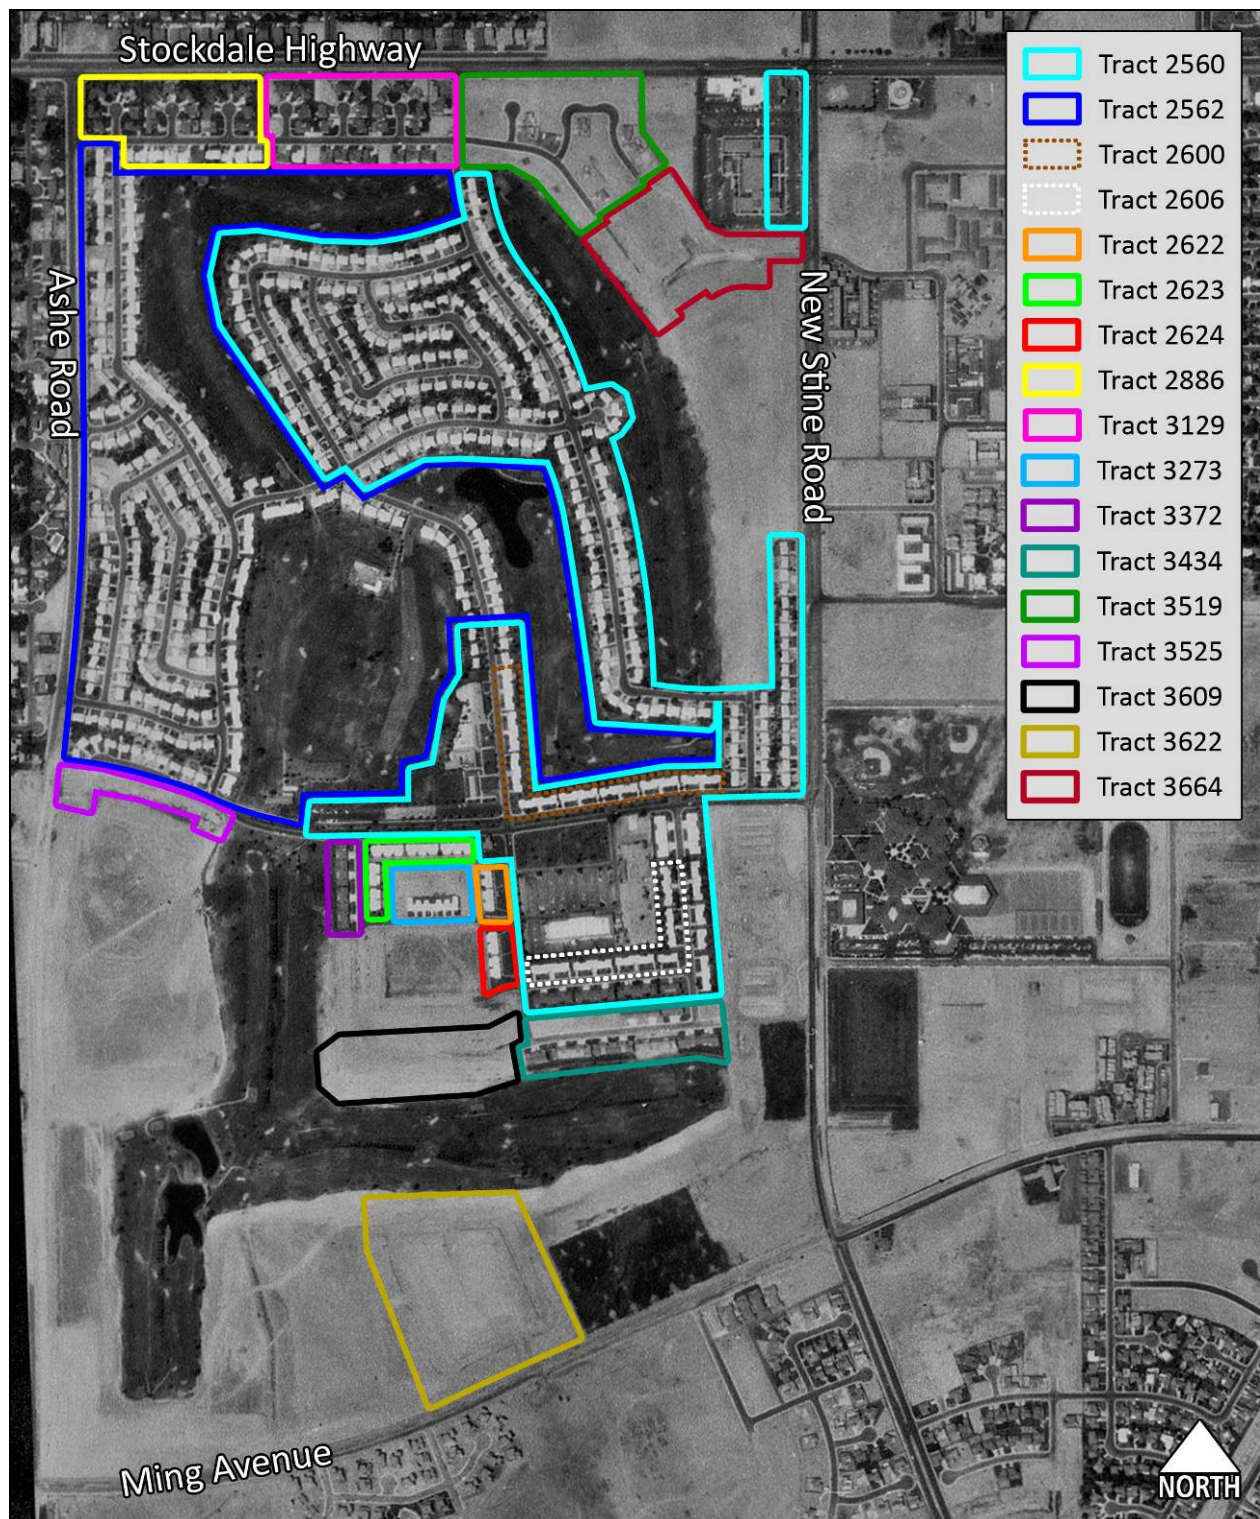 Stockdale Highway
Ashe Road
New Stine Road
Ming Avenue
Tract 2560
Tract 2562
Tract 2600
Tract 2606
Tract 2622
Tract 2623
Tract 2624
Tract 2886
Tract 3129
Tract 3273
Tract 3372
Tract 3434
Tract 3519
Tract 3525
Tract 3609
Tract 3622
Tract 3664
NORTH